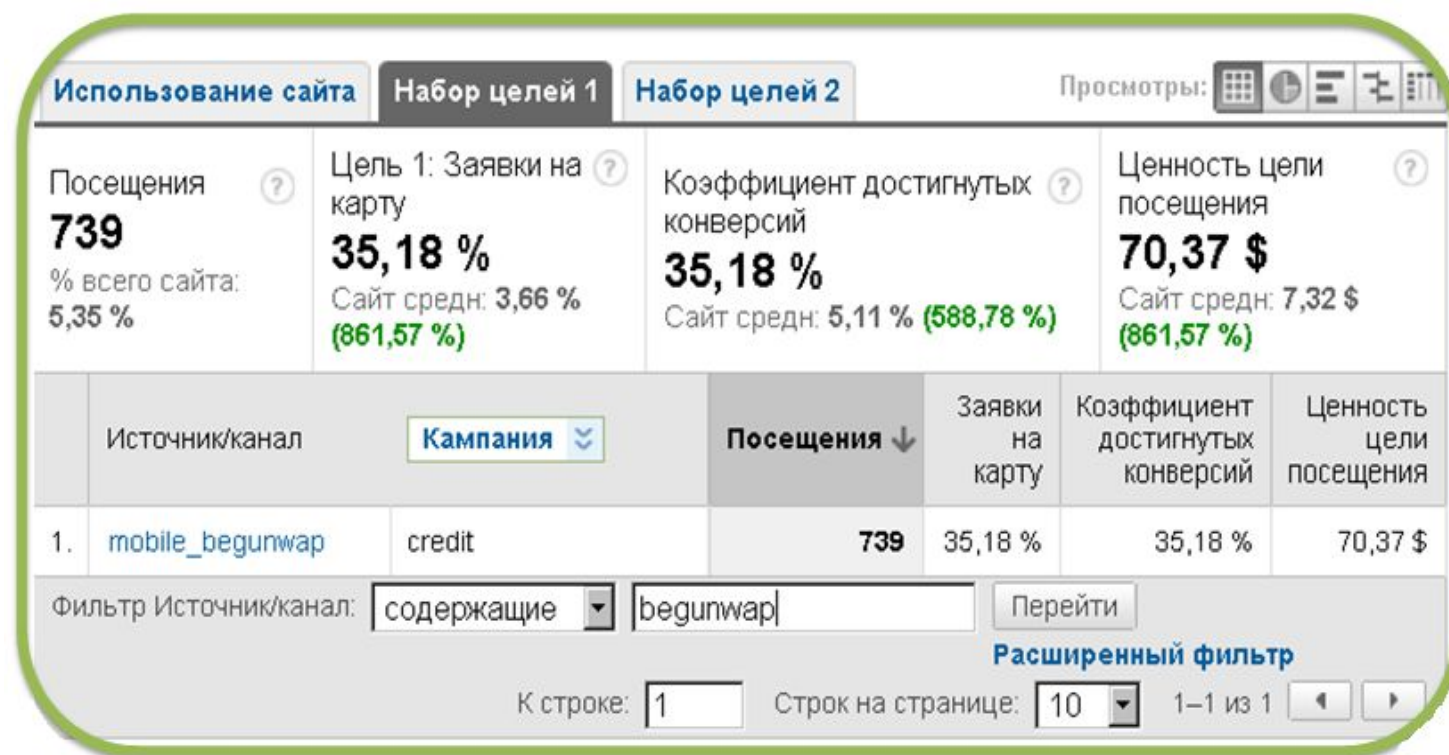 Использование сайта
Набор целей 1
Набор целей 2
Просмотры:
Посещения
739
% всего сайта:
5,35 %
Цель 1: Заявки на
карту
35,18 %
Сайт средн: 3,66 %
(861,57 %)
Коэффициент достигнутых
конверсий
35,18 %
Сайт средн: 5,11 % (588,78 %)
Ценность цели
посещения
70,37 $
Сайт средн: 7,32 $
(861,57 %)
Источник/канал
Кампания
Посещения
Заявки
на
карту
Коэффициент
достигнутых
конверсий
Ценность
цели
посещения
1. mobile_begunwap credit 739 35,18 % 35,18 % 70,37 $
Фильтр Источник/канал: содержащие begunwap Перейти
Расширенный фильтр
К строке: 1 Строк на странице: 10 1–1 из 1